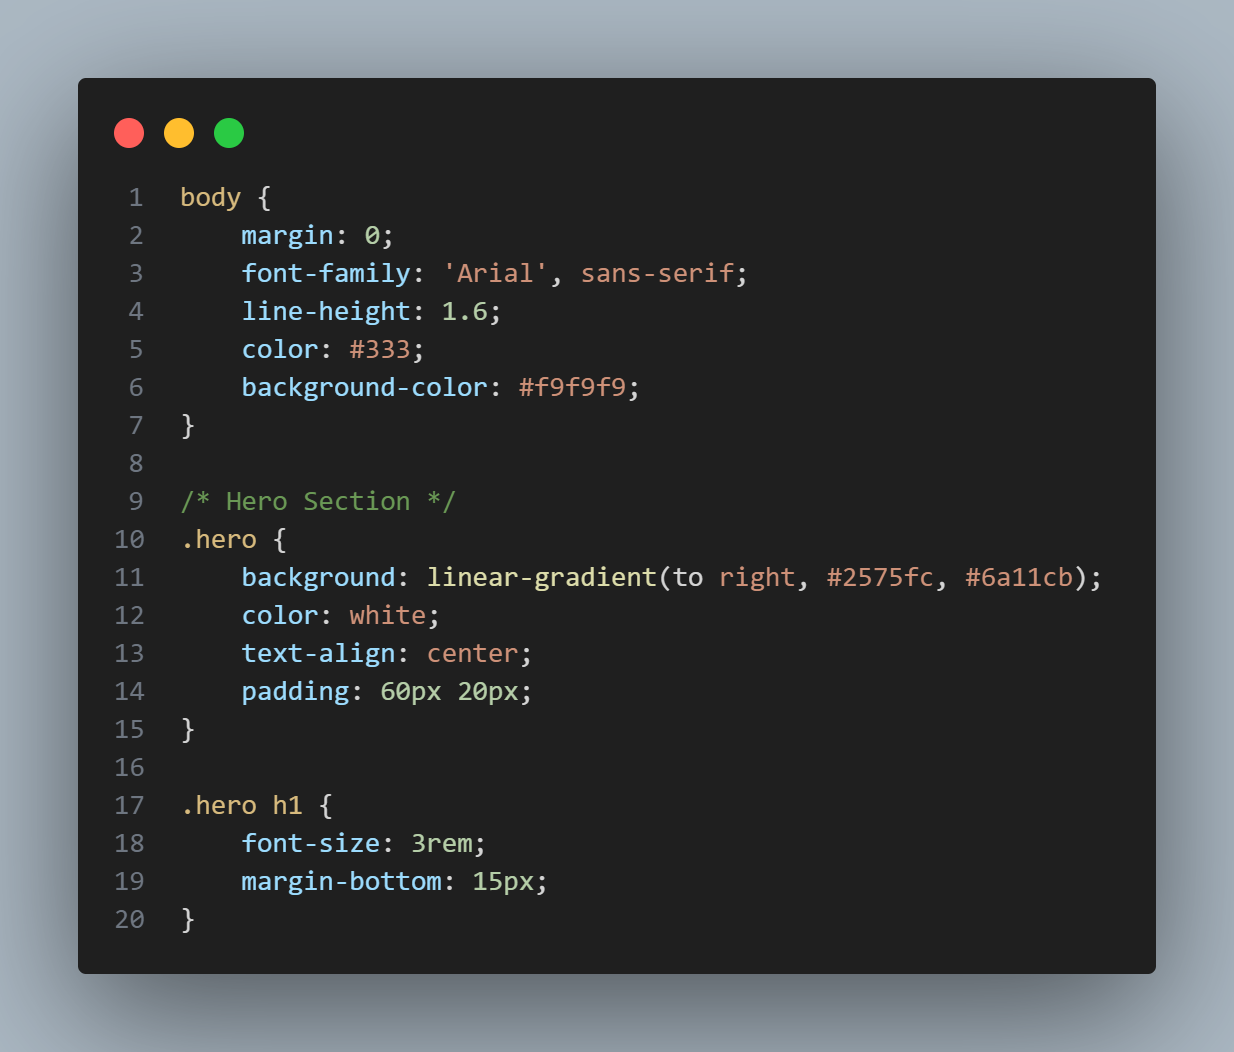 1 body {
2     margin: 0;
3     font-family: 'Arial', sans-serif;
4     line-height: 1.6;
5     color: #333;
6     background-color: #f9f9f9;
7 }
8
9 /* Hero Section */
10 .hero {
11     background: linear-gradient(to right, #2575fc, #6a11cb);
12     color: white;
13     text-align: center;
14     padding: 60px 20px;
15 }
16
17 .hero h1 {
18     font-size: 3rem;
19     margin-bottom: 15px;
20 }